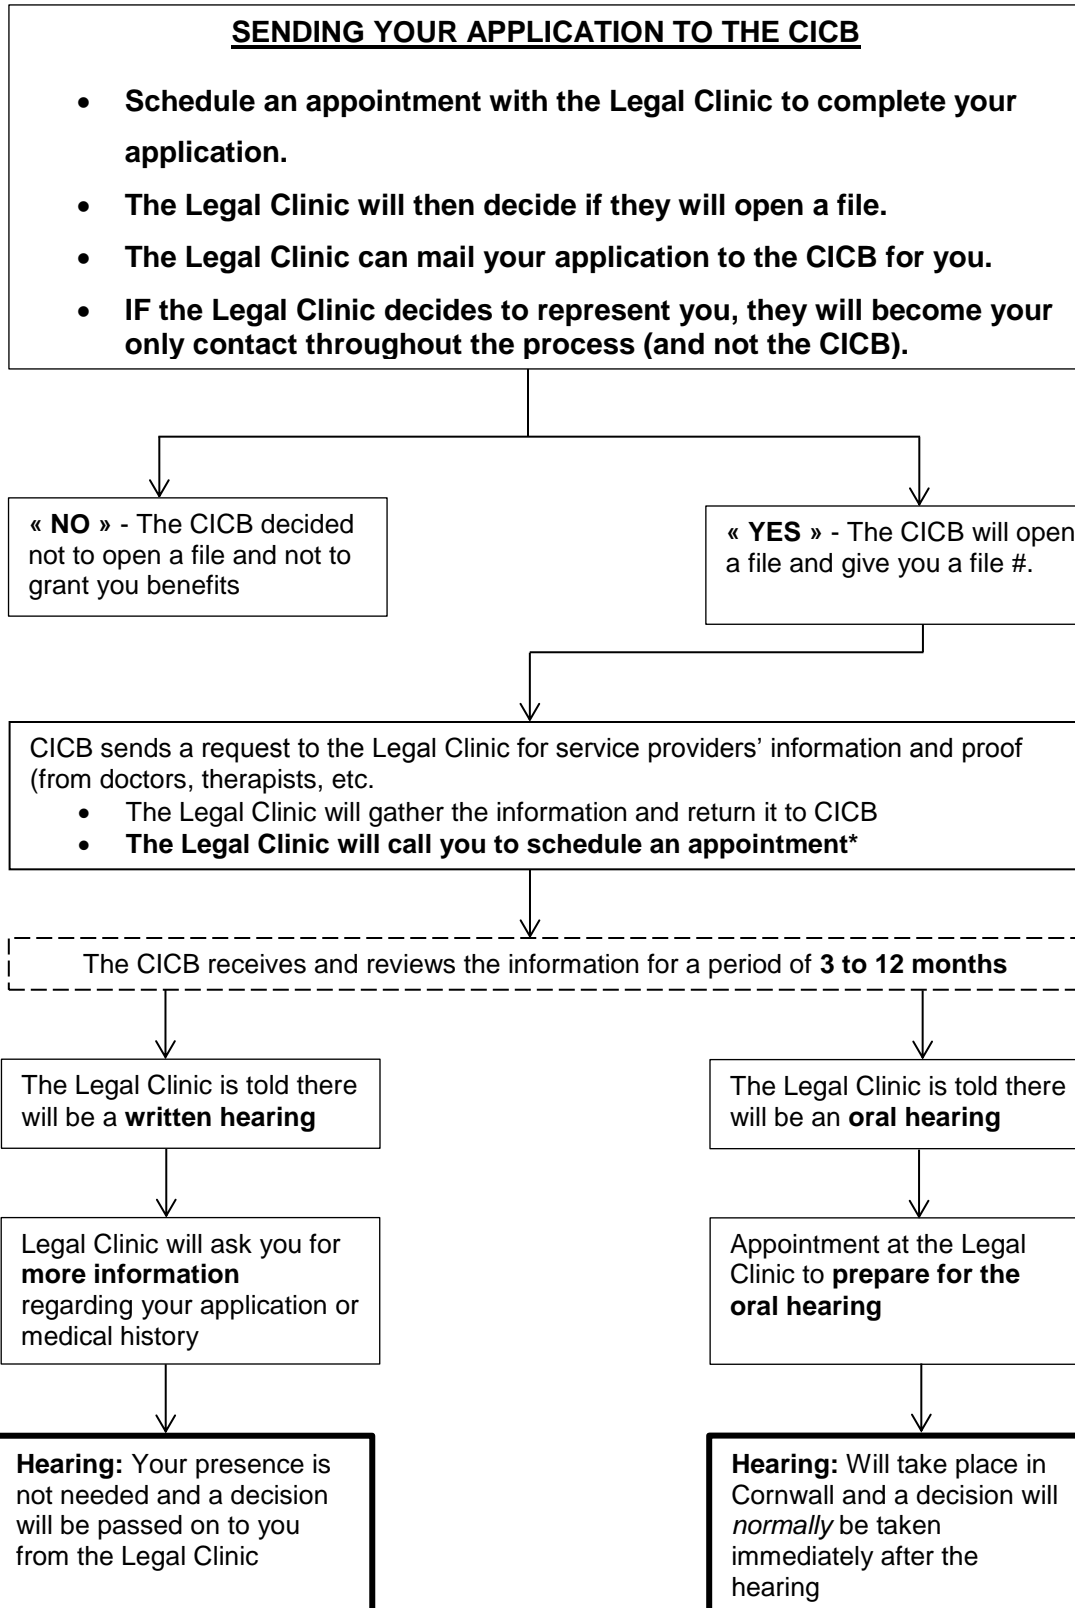 SENDING YOUR APPLICATION TO THE CICB
• Schedule an appointment with the Legal Clinic to complete your
application.
• The Legal Clinic will then decide if they will open a file.
• The Legal Clinic can mail your application to the CICB for you.
• IF the Legal Clinic decides to represent you, they will become your
only contact throughout the process (and not the CICB).
« NO » - The CICB decided
not to open a file and not to
grant you benefits
« YES » - The CICB will open
a file and give you a file #.
CICB sends a request to the Legal Clinic for service providers’ information and proof
(from doctors, therapists, etc.
• The Legal Clinic will gather the information and return it to CICB
• The Legal Clinic will call you to schedule an appointment*
The CICB receives and reviews the information for a period of 3 to 12 months
The Legal Clinic is told there
will be a written hearing
The Legal Clinic is told there
will be an oral hearing
Legal Clinic will ask you for
more information
regarding your application or
medical history
Appointment at the Legal
Clinic to prepare for the
oral hearing
Hearing: Your presence is
not needed and a decision
will be passed on to you
from the Legal Clinic
Hearing: Will take place in
Cornwall and a decision will
normally be taken
immediately after the
hearing